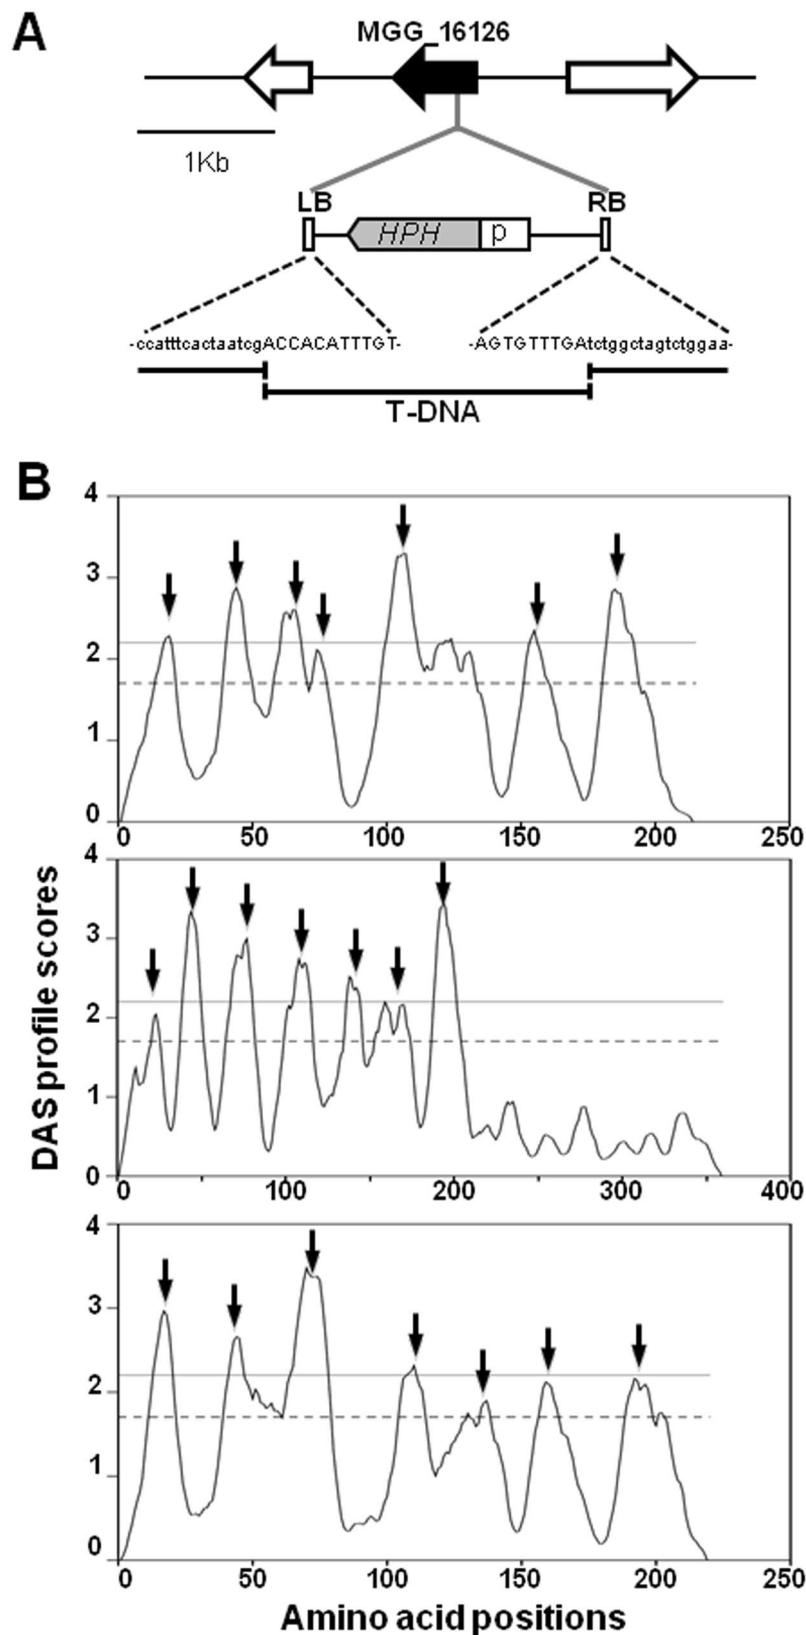 A
MGG_16126
1Kb
LB RB
HPH p
-ccatttcactaatcgACCACATTTGT- -AGTGTTTGAtctggctagtctggaa-
T-DNA
B
4
3
2
1
0
0 50 100 150 200 250
4
3
2
1
0
0 100 200 300 400
4
3
2
1
0
0 50 100 150 200 250
DAS profile scores
Amino acid positions